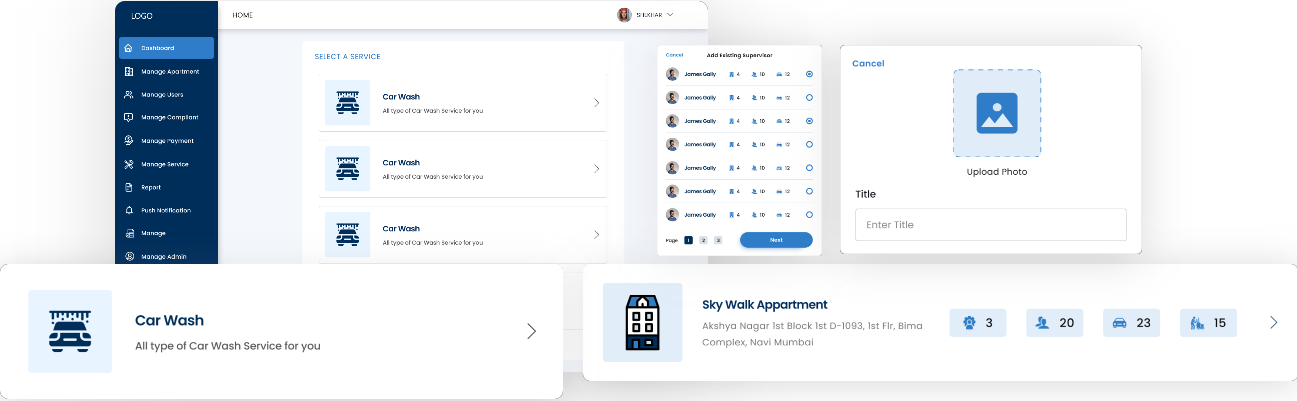 LOGO
HOME
SHEKHAR
Dashboard
Manage Apartment
Manage Users
Manage Compliant
Manage Payment
Manage Service
Report
Push Notification
Manage
Manage Admin
SELECT A SERVICE
Car Wash
All type of Car Wash Service for you
Car Wash
All type of Car Wash Service for you
Car Wash
All type of Car Wash Service for you
Cancel
Add Existing Supervisor
James Gally 4 10 12
James Gally 4 10 12
James Gally 4 10 12
James Gally 4 10 12
James Gally 4 10 12
James Gally 4 10 12
James Gally 4 10 12
Page 1 2 3
Next
Cancel
Upload Photo
Title
Enter Title
Car Wash
All type of Car Wash Service for you
Sky Walk Appartment
Akshya Nagar 1st Block 1st D-1093, 1st Flr, Bima
Complex, Navi Mumbai
3 20 23 15